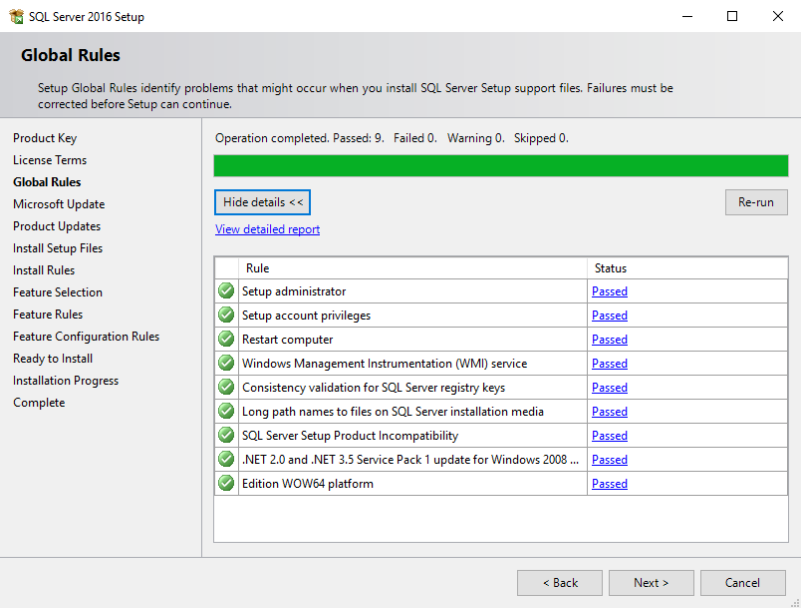 SQL Server 2016 Setup
Global Rules
Setup Global Rules identify problems that might occur when you install SQL Server Setup support files. Failures must be
corrected before Setup can continue.
Product Key
License Terms
Global Rules
Microsoft Update
Product Updates
Install Setup Files
Install Rules
Feature Selection
Feature Rules
Feature Configuration Rules
Ready to Install
Installation Progress
Complete
Operation completed. Passed: 9. Failed 0. Warning 0. Skipped 0.
Hide details << Re-run
View detailed report
Rule Status
Setup administrator Passed
Setup account privileges Passed
Restart computer Passed
Windows Management Instrumentation (WMI) service Passed
Consistency validation for SQL Server registry keys Passed
Long path names to files on SQL Server installation media Passed
SQL Server Setup Product Incompatibility Passed
.NET 2.0 and .NET 3.5 Service Pack 1 update for Windows 2008 ... Passed
Edition WOW64 platform Passed
< Back Next > Cancel